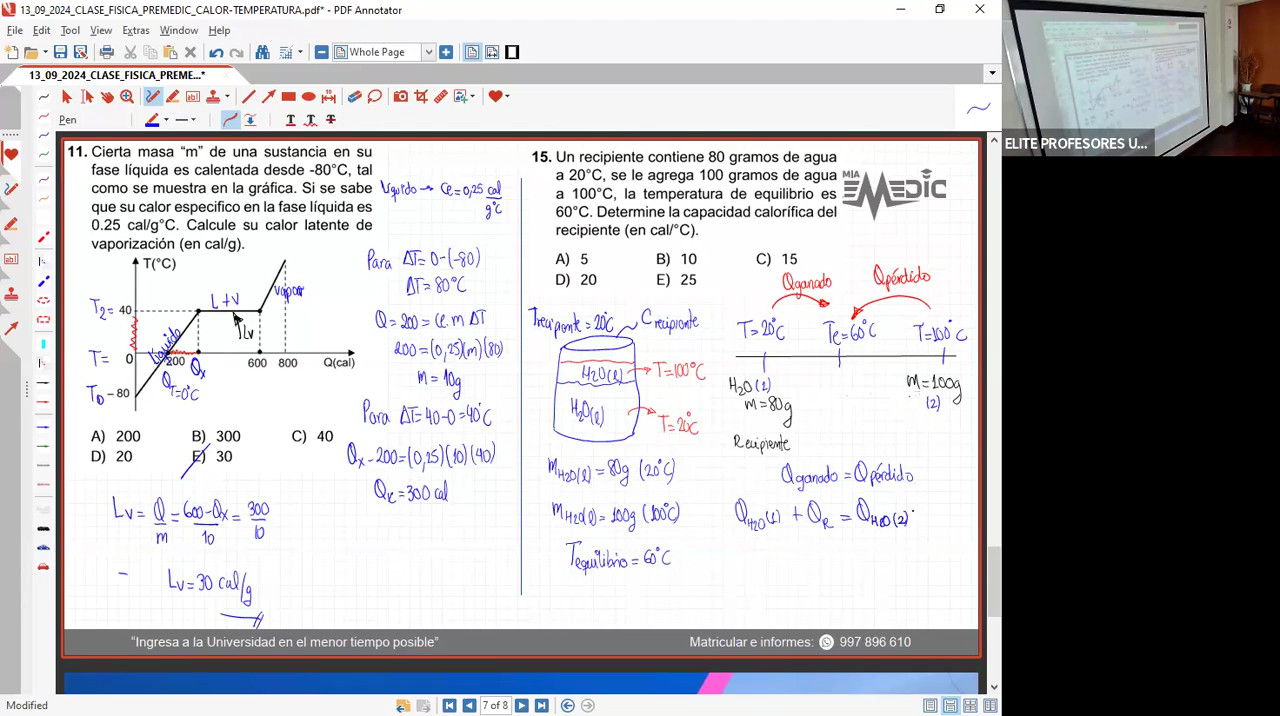 13_09_2024_CLASE_FISICA_PREMEDIC_CALOR-TEMPERATURA.pdf* - PDF Annotator
File Edit Tool View Extras Window Help
Whole Page
13_09_2024_CLASE_FISICA_PREME...*
Pen
11. Cierta masa “m” de una sustancia en su
fase líquida es calentada desde -80°C, tal
como se muestra en la gráfica. Si se sabe
que su calor especifico en la fase líquida es
0.25 cal/g°C. Calcule su calor latente de
vaporización (en cal/g).
T(°C)
T2= 40
L+V
vapor
Lv
líquido
T= 0
200
Qx
600
800
Q(cal)
T0 -80
Q T=0°C
A) 200 B) 300 C) 40
D) 20 E) 30
Lv = Q/m = 600-Qx/10 = 300/10
Lv = 30 cal/g
Líquido → Ce = 0,25 cal/g°C
Para ΔT = 0-(-80)
ΔT = 80°C
Q = 200 = Ce.m ΔT
200 = (0,25)(m)(80)
m = 10g
Para ΔT = 40-0 = 40°C
Qx - 200 = (0,25)(10)(40)
Qx = 300 cal
15. Un recipiente contiene 80 gramos de agua
a 20°C, se le agrega 100 gramos de agua
a 100°C, la temperatura de equilibrio es
60°C. Determine la capacidad calorífica del
recipiente (en cal/°C).
MIA
MEDIC
A) 5 B) 10 C) 15
D) 20 E) 25
Trecipiente = 20°C
Crecipiente
H2O(l) → T = 100°C
H2O(l) → T = 20°C
mH2O(l) = 80g (20°C)
mH2O(l) = 100g (100°C)
Tequilibrio = 60°C
Qganado Qpérdido
T = 20°C Te = 60°C T = 100°C
H2O (1)
m = 80g
m = 100g
(2)
Recipiente
Qganado = Qpérdido
QH2O(1) + QR = QH2O(2)
“Ingresa a la Universidad en el menor tiempo posible”
Matricular e informes: 997 896 610
Modified
7 of 8
ELITE PROFESORES U...